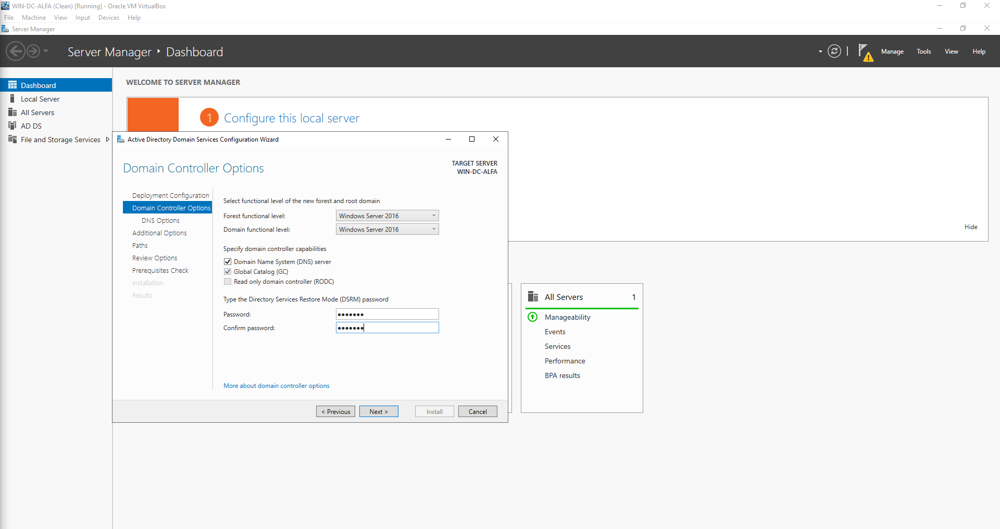 WIN-DC-ALFA (Clean) [Running] - Oracle VM VirtualBox
File Machine View Input Devices Help
Server Manager
Server Manager ‣ Dashboard
Manage Tools View Help
Dashboard
Local Server
All Servers
AD DS
File and Storage Services
WELCOME TO SERVER MANAGER
1 Configure this local server
Hide
Active Directory Domain Services Configuration Wizard
Domain Controller Options
TARGET SERVER
WIN-DC-ALFA
Deployment Configuration
Domain Controller Options
DNS Options
Additional Options
Paths
Review Options
Prerequisites Check
Installation
Results
Select functional level of the new forest and root domain
Forest functional level: Windows Server 2016
Domain functional level: Windows Server 2016
Specify domain controller capabilities
Domain Name System (DNS) server
Global Catalog (GC)
Read only domain controller (RODC)
Type the Directory Services Restore Mode (DSRM) password
Password: •••••••
Confirm password: •••••••
More about domain controller options
< Previous Next > Install Cancel
All Servers 1
Manageability
Events
Services
Performance
BPA results